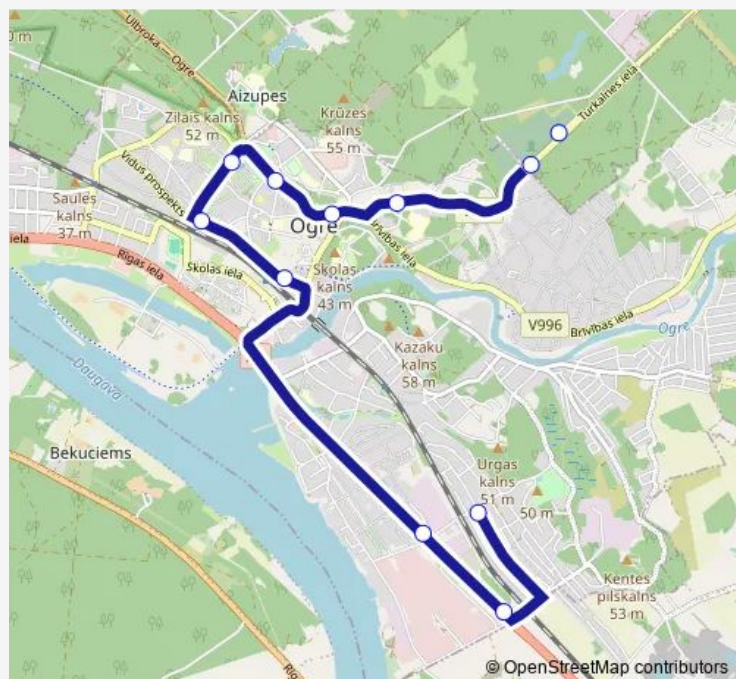 0 m
Ulbroka — Ogre
Aizupes
Turkalnes iela
Zilais kalns
52 m
Krūzes
kalns
55 m
Vidus prospekts
Saules
kalns
37 m
Ogre
Brīvības iela
iela
Rīgas iela
Skolas iela
Skolas
kalns
43 m
V996
Brīvības iela
Ogre
Kazaku
kalns
58 m
Daugava
Bekuciems
Urgas
kalns
51 m
50 m
Kentes
pilskalns
53 m
Rīg
© OpenStreetMap contributors